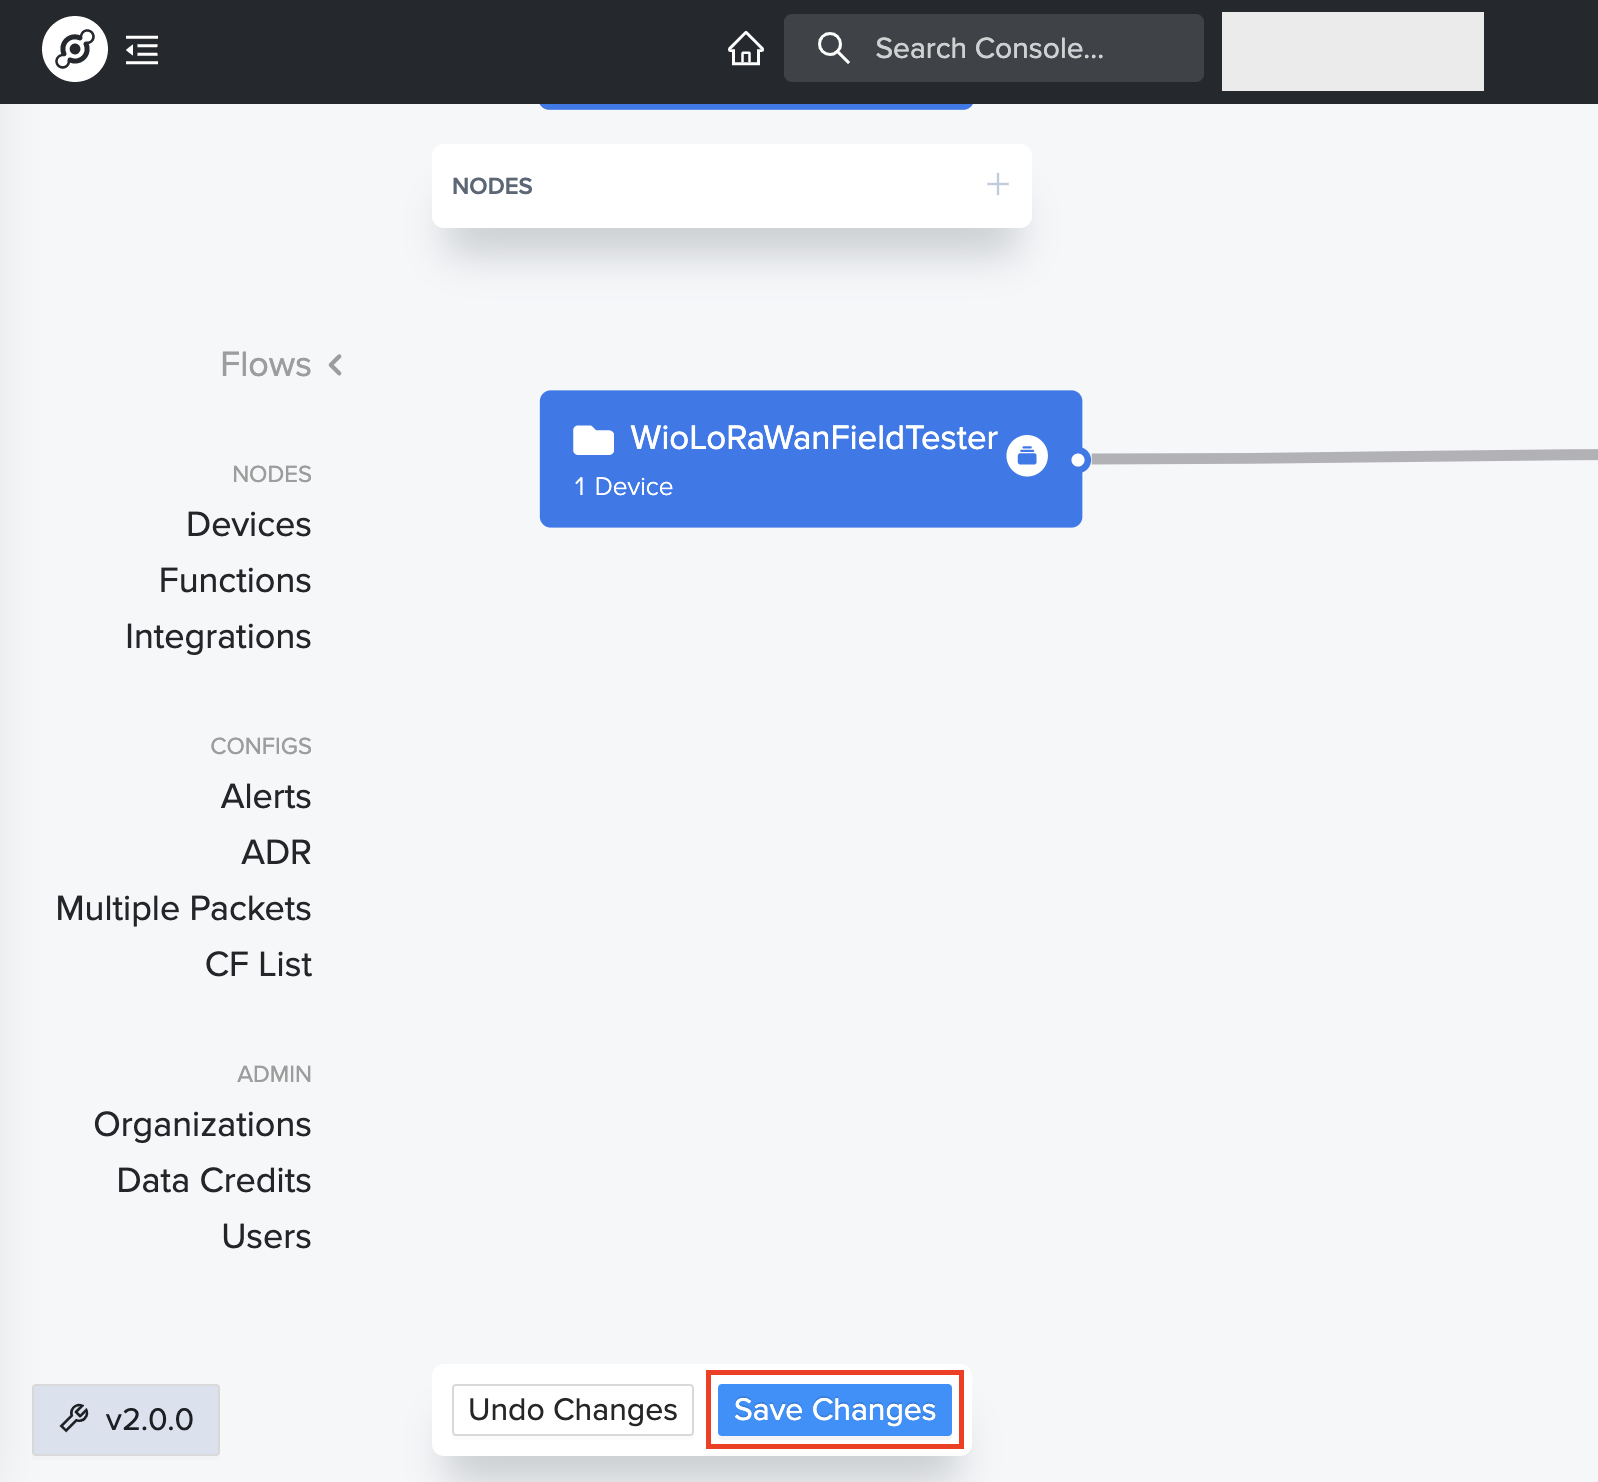 Search Console...
NODES
Flows
WioLoRaWanFieldTester
1 Device
NODES
Devices
Functions
Integrations
CONFIGS
Alerts
ADR
Multiple Packets
CF List
ADMIN
Organizations
Data Credits
Users
v2.0.0
Undo Changes
Save Changes